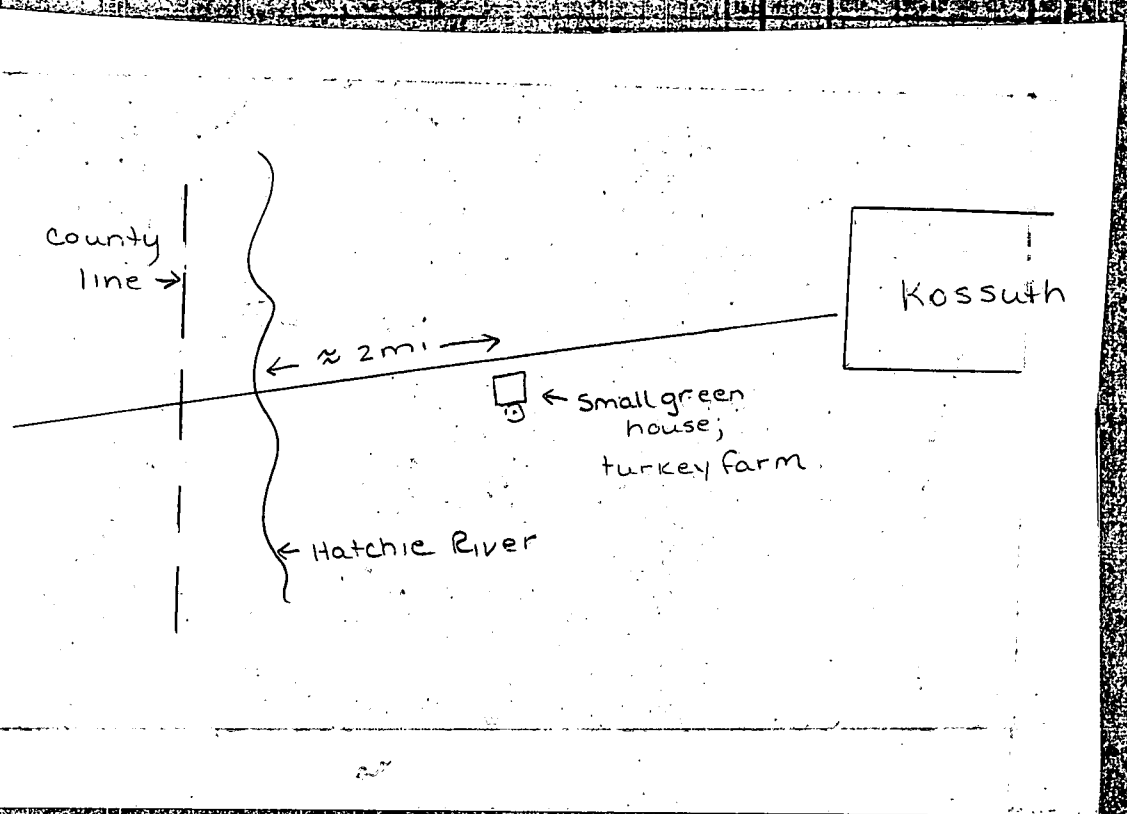 county
line →
Kossuth
← ≈ 2mi →
← small green
house;
turkey farm.
← Hatchie River